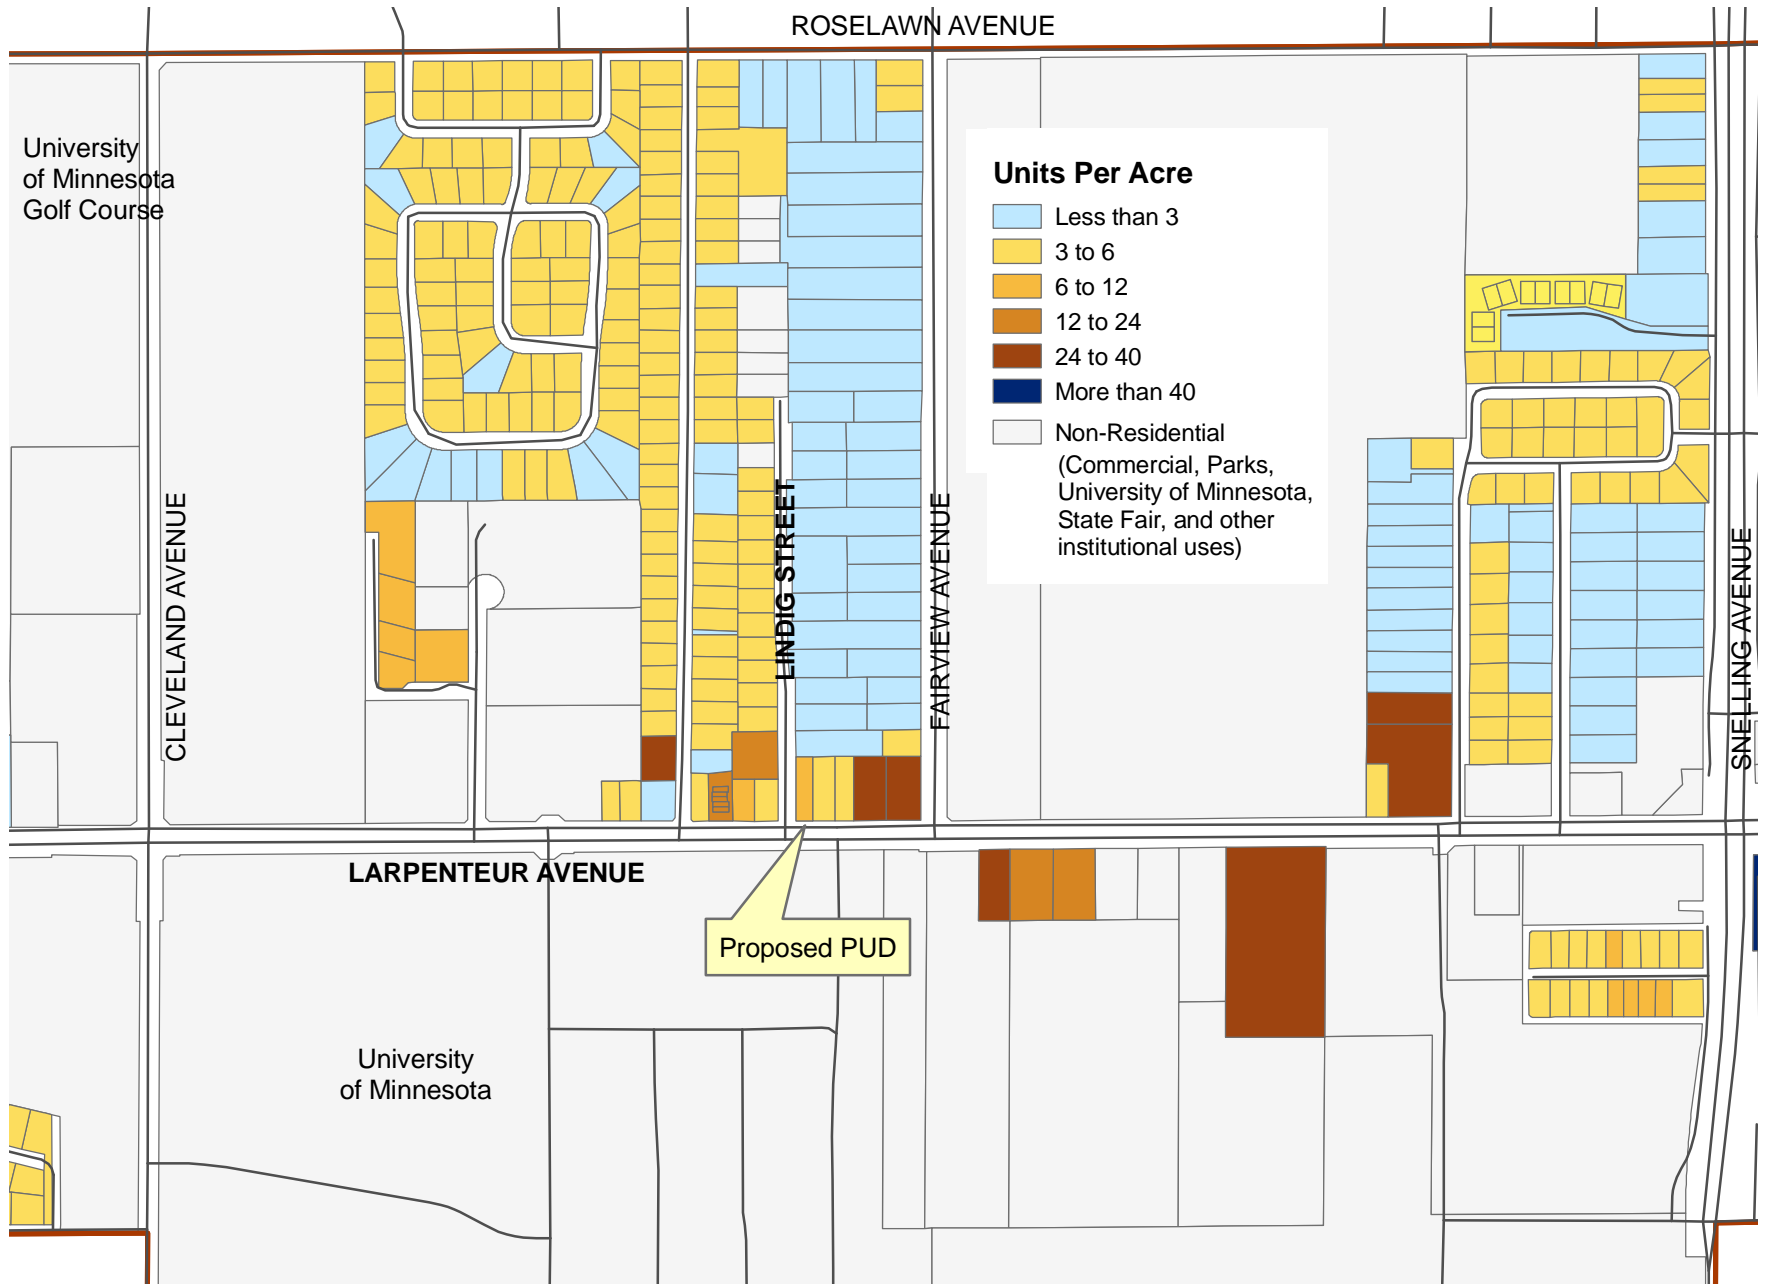 ROSELAWN AVENUE
University
of Minnesota
Golf Course
Units Per Acre
Less than 3
3 to 6
6 to 12
12 to 24
24 to 40
More than 40
Non-Residential
(Commercial, Parks,
University of Minnesota,
State Fair, and other
institutional uses)
CLEVELAND AVENUE
LINDIG STREET
FAIRVIEW AVENUE
SNELLING AVENUE
LARPENTEUR AVENUE
Proposed PUD
University
of Minnesota